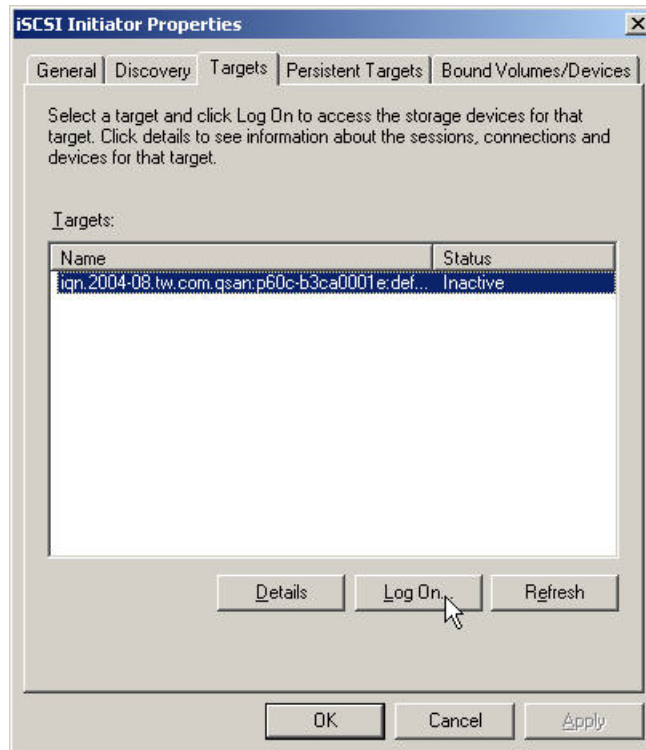 iSCSI Initiator Properties
General Discovery Targets Persistent Targets Bound Volumes/Devices
Select a target and click Log On to access the storage devices for that
target. Click details to see information about the sessions, connections and
devices for that target.
Targets:
Name Status
iqn.2004-08.tw.com.qsan:p60c-b3ca0001e:def... Inactive
Details Log On... Refresh
OK Cancel Apply